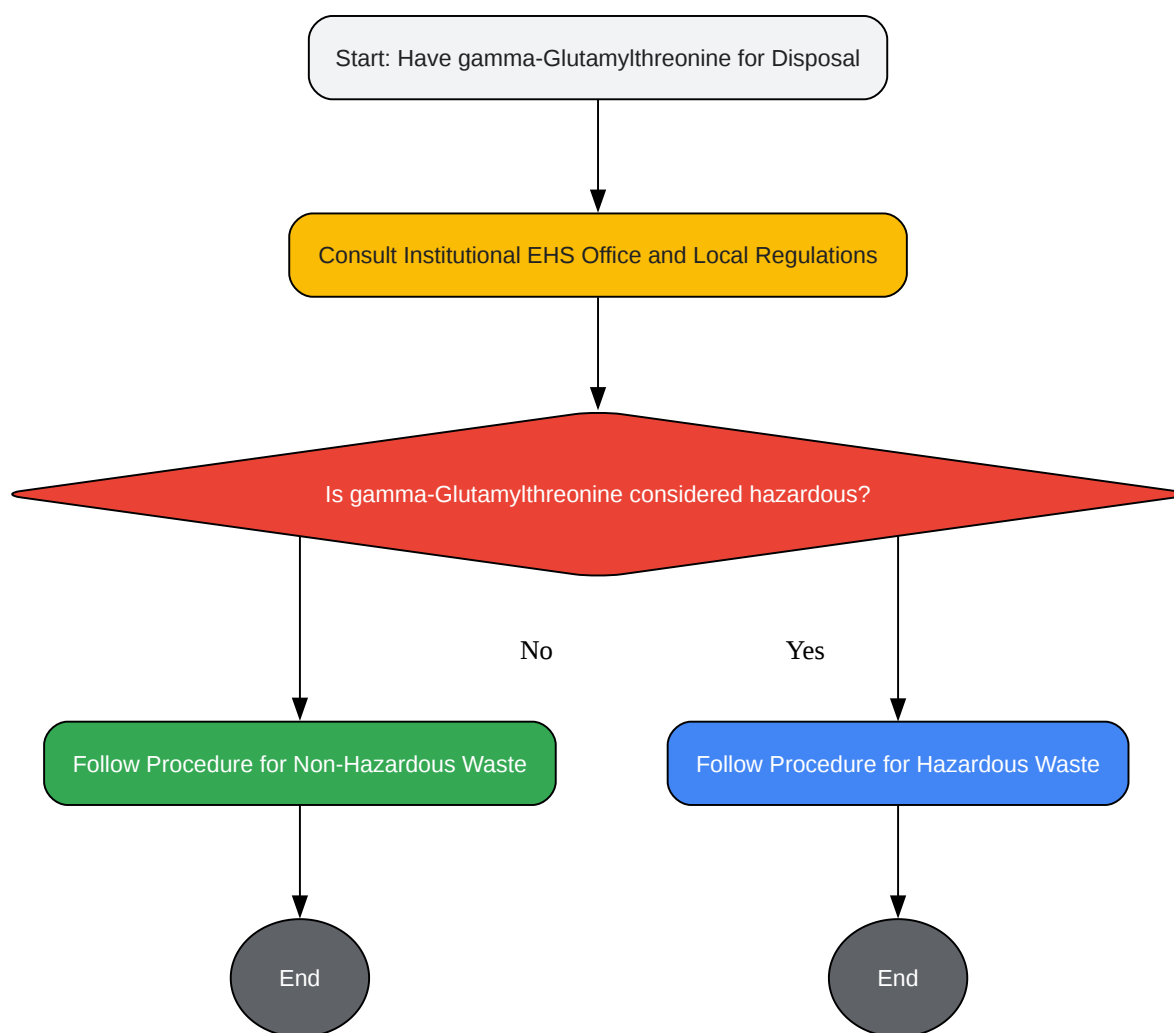 Start: Have gamma-Glutamylthreonine for Disposal
Consult Institutional EHS Office and Local Regulations
Is gamma-Glutamylthreonine considered hazardous?
No
Yes
Follow Procedure for Non-Hazardous Waste
Follow Procedure for Hazardous Waste
End
End